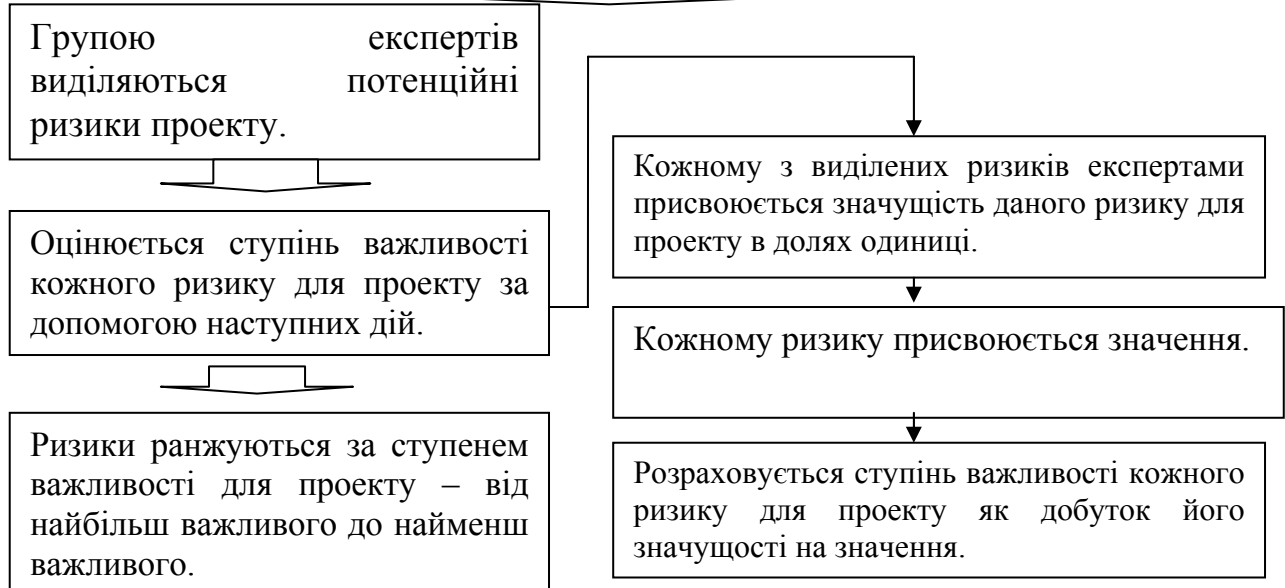 Групою експертів
виділяються потенційні
ризики проекту.
Оцінюється ступінь важливості
кожного ризику для проекту за
допомогою наступних дій.
Ризики ранжуються за ступенем
важливості для проекту – від
найбільш важливого до найменш
важливого.
Кожному з виділених ризиків експертами
присвоюється значущість даного ризику для
проекту в долях одиниці.
Кожному ризику присвоюється значення.
Розраховується ступінь важливості кожного
ризику для проекту як добуток його
значущості на значення.